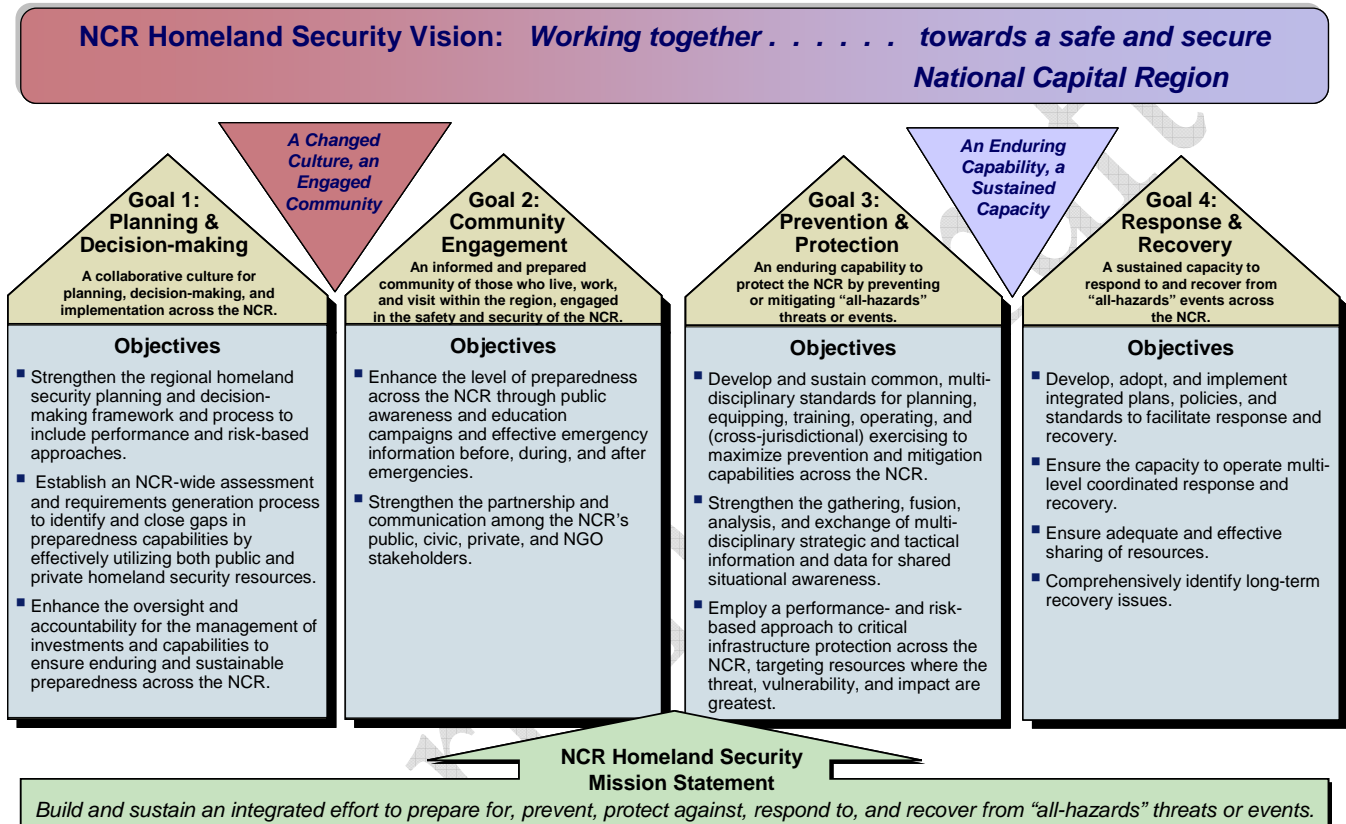 NCR Homeland Security Vision: Working together . . . . . . towards a safe and secure
National Capital Region
A Changed
Culture, an
Engaged
Community
An Enduring
Capability, a
Sustained
Capacity
Goal 1:
Planning &
Decision-making
A collaborative culture for
planning, decision-making, and
implementation across the NCR.
Objectives
▪ Strengthen the regional homeland
security planning and decision-
making framework and process to
include performance and risk-based
approaches.
▪ Establish an NCR-wide assessment
and requirements generation process
to identify and close gaps in
preparedness capabilities by
effectively utilizing both public and
private homeland security resources.
▪ Enhance the oversight and
accountability for the management of
investments and capabilities to
ensure enduring and sustainable
preparedness across the NCR.
Goal 2:
Community
Engagement
An informed and prepared
community of those who live, work,
and visit within the region, engaged
in the safety and security of the NCR.
Objectives
▪ Enhance the level of preparedness
across the NCR through public
awareness and education
campaigns and effective emergency
information before, during, and after
emergencies.
▪ Strengthen the partnership and
communication among the NCR's
public, civic, private, and NGO
stakeholders.
Goal 3:
Prevention &
Protection
An enduring capability to
protect the NCR by preventing
or mitigating “all-hazards”
threats or events.
Objectives
▪ Develop and sustain common, multi-
disciplinary standards for planning,
equipping, training, operating, and
(cross-jurisdictional) exercising to
maximize prevention and mitigation
capabilities across the NCR.
▪ Strengthen the gathering, fusion,
analysis, and exchange of multi-
disciplinary strategic and tactical
information and data for shared
situational awareness.
▪ Employ a performance- and risk-
based approach to critical
infrastructure protection across the
NCR, targeting resources where the
threat, vulnerability, and impact are
greatest.
Goal 4:
Response &
Recovery
A sustained capacity to
respond to and recover from
“all-hazards” events across
the NCR.
Objectives
▪ Develop, adopt, and implement
integrated plans, policies, and
standards to facilitate response and
recovery.
▪ Ensure the capacity to operate multi-
level coordinated response and
recovery.
▪ Ensure adequate and effective
sharing of resources.
▪ Comprehensively identify long-term
recovery issues.
NCR Homeland Security
Mission Statement
Build and sustain an integrated effort to prepare for, prevent, protect against, respond to, and recover from “all-hazards” threats or events.